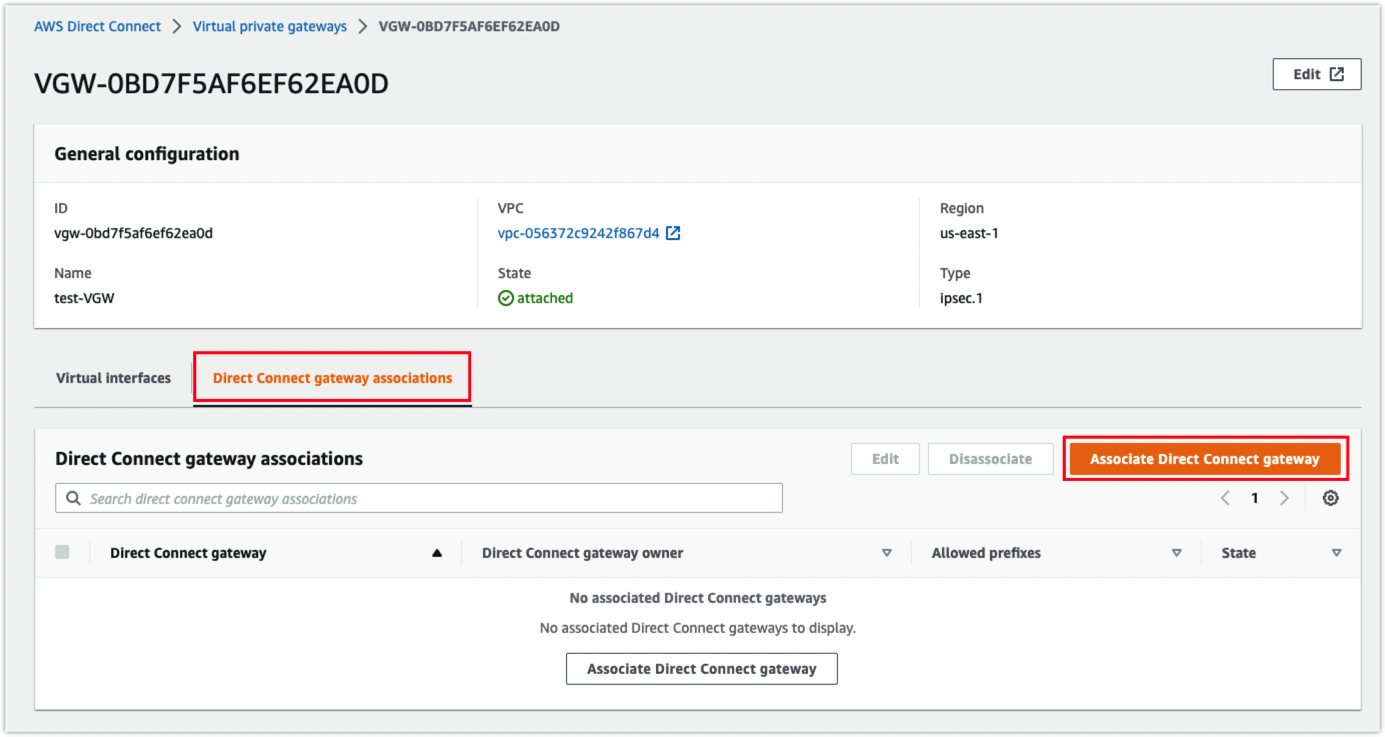 AWS Direct Connect > Virtual private gateways > VGW-0BD7F5AF6EF62EA0D
VGW-0BD7F5AF6EF62EA0D
Edit
General configuration
ID
vgw-0bd7f5af6ef62ea0d
VPC
vpc-056372c9242f867d4
Region
us-east-1
Name
test-VGW
State
attached
Type
ipsec.1
Virtual interfaces
Direct Connect gateway associations
Direct Connect gateway associations
Edit
Disassociate
Associate Direct Connect gateway
Search direct connect gateway associations
1
Direct Connect gateway
Direct Connect gateway owner
Allowed prefixes
State
No associated Direct Connect gateways
No associated Direct Connect gateways to display.
Associate Direct Connect gateway